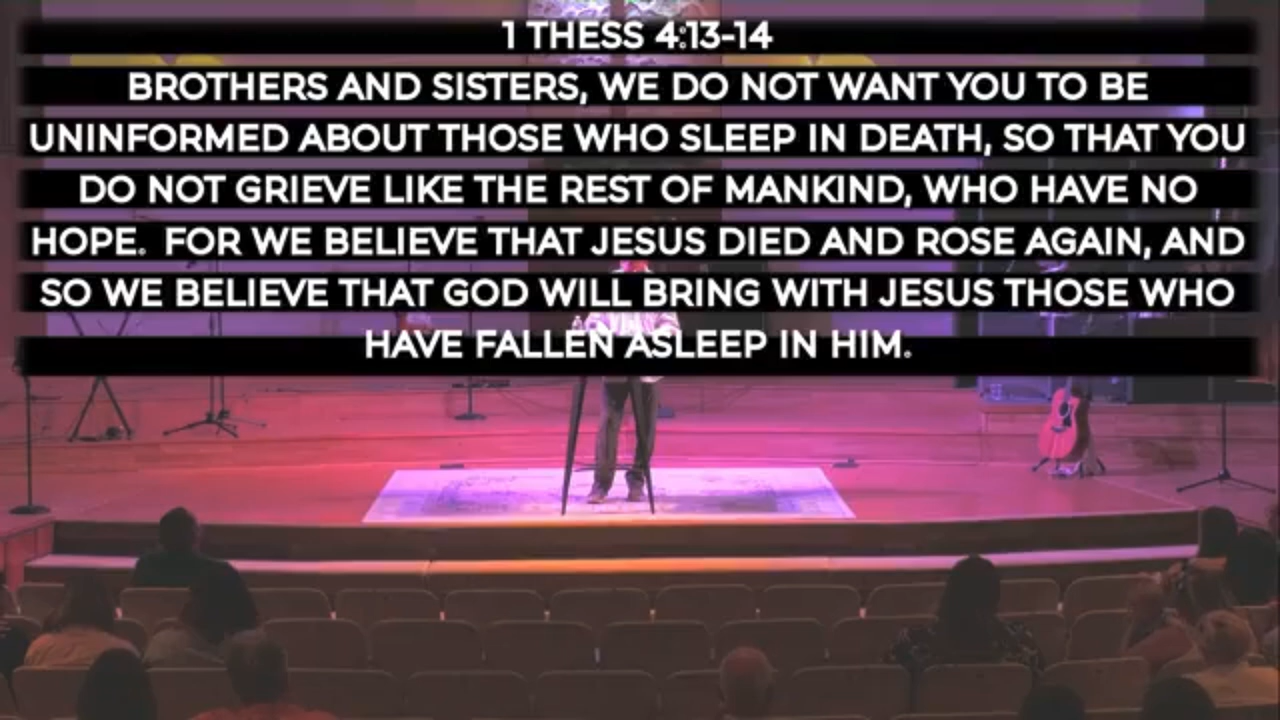 1 THESS 4:13-14
BROTHERS AND SISTERS, WE DO NOT WANT YOU TO BE
UNINFORMED ABOUT THOSE WHO SLEEP IN DEATH, SO THAT YOU
DO NOT GRIEVE LIKE THE REST OF MANKIND, WHO HAVE NO
HOPE. FOR WE BELIEVE THAT JESUS DIED AND ROSE AGAIN, AND
SO WE BELIEVE THAT GOD WILL BRING WITH JESUS THOSE WHO
HAVE FALLEN ASLEEP IN HIM.